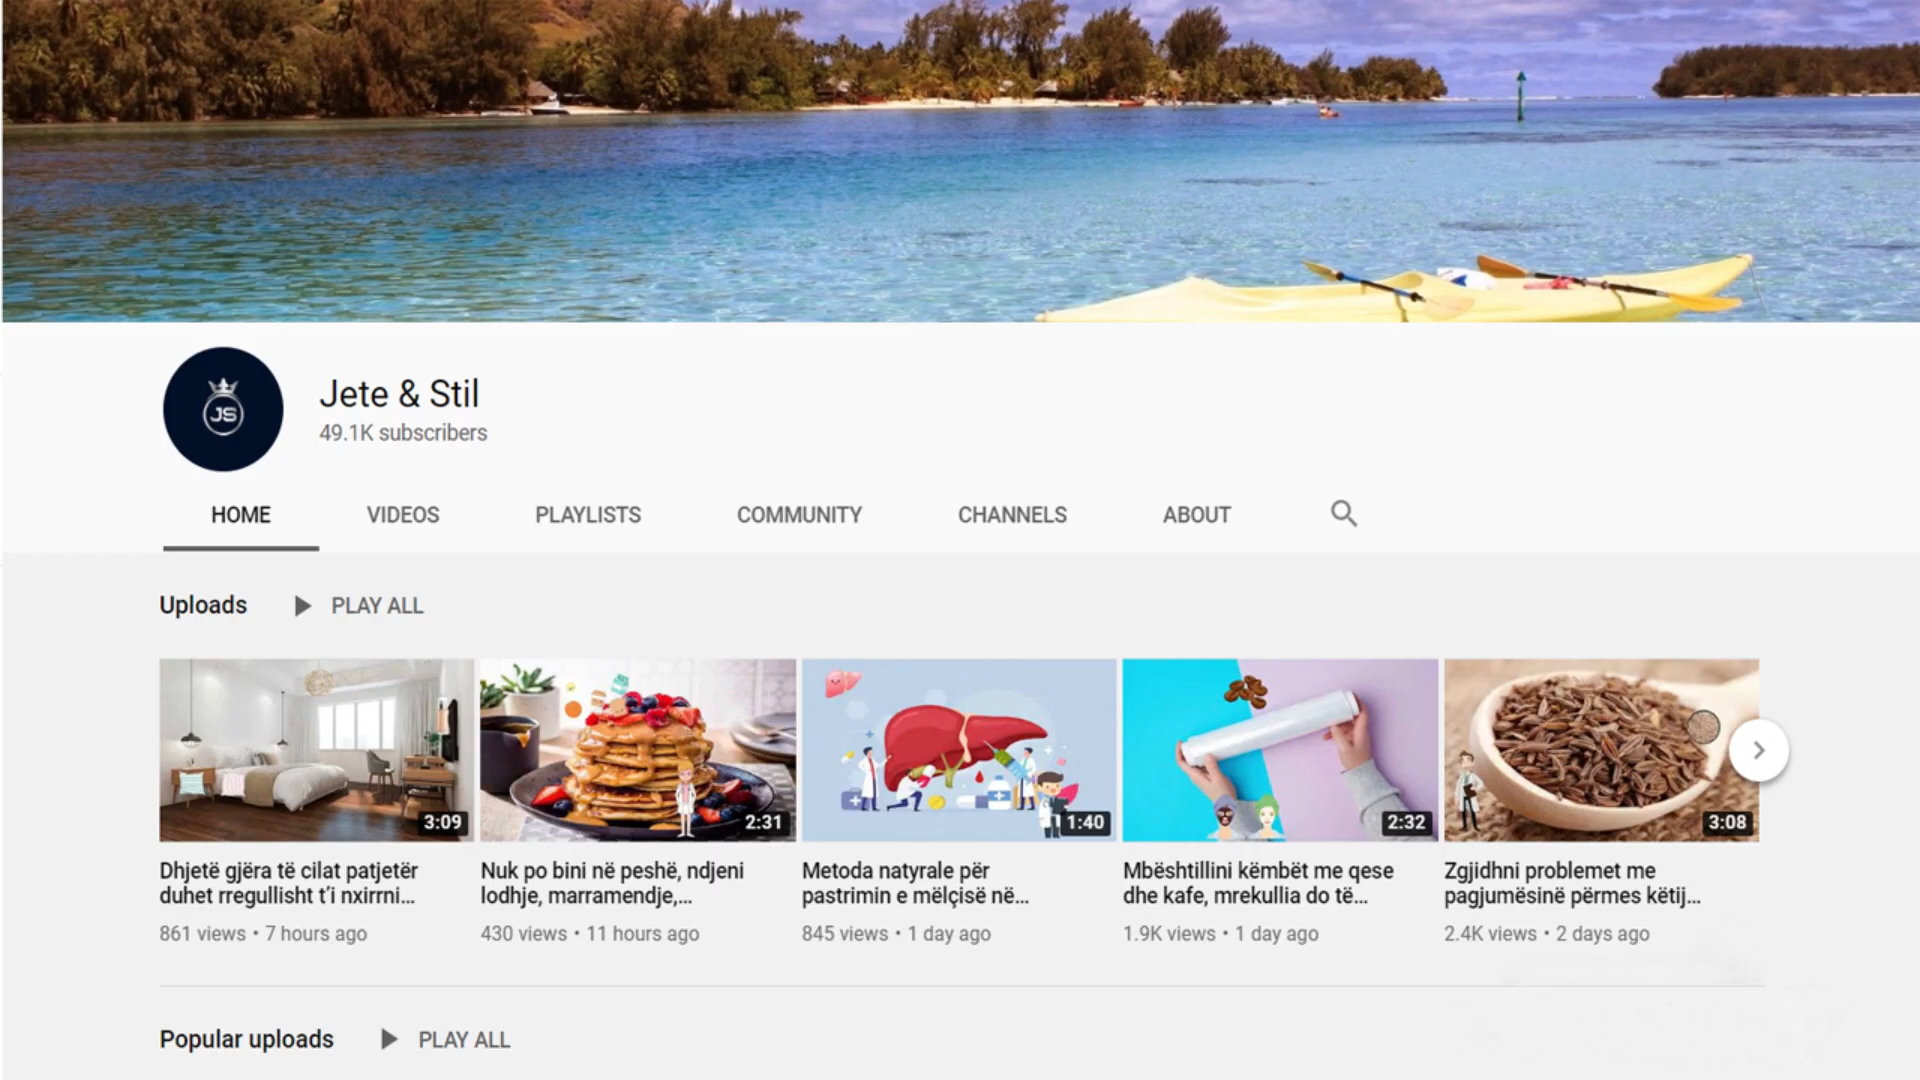 JS
Jete & Stil
49.1K subscribers
HOME VIDEOS PLAYLISTS COMMUNITY CHANNELS ABOUT
Uploads PLAY ALL
3:09 2:31 1:40 2:32 3:08
Dhjetë gjëra të cilat patjetër
duhet rregullisht t'i nxirrni...
861 views • 7 hours ago
Nuk po bini në peshë, ndjeni
lodhje, marramendje,...
430 views • 11 hours ago
Metoda natyrale për
pastrimin e mëlçisë në...
845 views • 1 day ago
Mbështillini këmbët me qese
dhe kafe, mrekullia do të...
1.9K views • 1 day ago
Zgjidhni problemet me
pagjumësinë përmes këtij...
2.4K views • 2 days ago
Popular uploads PLAY ALL